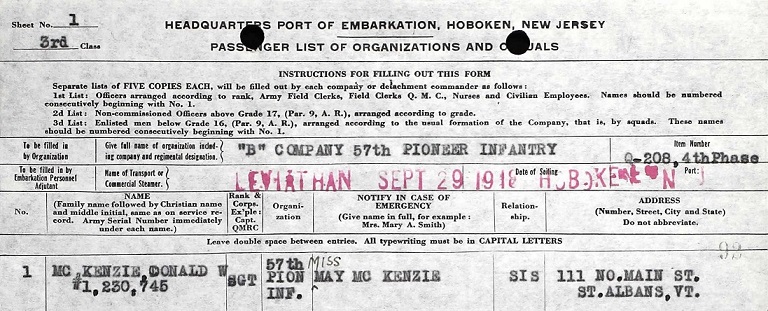 Sheet No. 1
HEADQUARTERS PORT OF EMBARKATION, HOBOKEN, NEW JERSEY
3rd Class
PASSENGER LIST OF ORGANIZATIONS AND CASUALS
INSTRUCTIONS FOR FILLING OUT THIS FORM
Separate lists of FIVE COPIES EACH, will be filled out by each company or detachment commander as follows:
1st List: Officers arranged according to rank, Army Field Clerks, Field Clerks Q. M. C., Nurses and Civilian Employees. Names should be numbered
consecutively beginning with No. 1.
2d List: Non-commissioned Officers above Grade 17, (Par. 9, A. R.), arranged according to grade.
3d List: Enlisted men below Grade 16, (Par. 9, A. R.), arranged according to the usual formation of the Company, that is, by squads. These names
should be numbered consecutively beginning with No. 1.
To be filled in by Organization
Give full name of organization including company and regimental designation.
"B" COMPANY 57th PIONEER INFANTRY
Item Number
Q-208, 4thPhase
To be filled in by Embarkation Personnel Adjutant
Name of Transport or Commercial Steamer.
LEVIATHAN SEPT 29 1918
Date of Sailing
HOBOKEN N
Port:
No.
NAME
(Family name followed by Christian name and middle initial, same as on service record. Army Serial Number immediately under each name.)
Rank & Corps. Ex'ple: Capt. QMRC
Organization
NOTIFY IN CASE OF EMERGENCY
(Give name in full, for example: Mrs. Mary A. Smith)
Relationship.
ADDRESS
(Number, Street, City and State)
Do not abbreviate.
Leave double space between entries. All typewriting must be in CAPITAL LETTERS
1
MC KENZIE, DONALD W
#1,230,745
SGT
57th
PION
INF.
MISS
MAY MC KENZIE
SIS
111 NO.MAIN ST.
ST.ALBANS, VT.